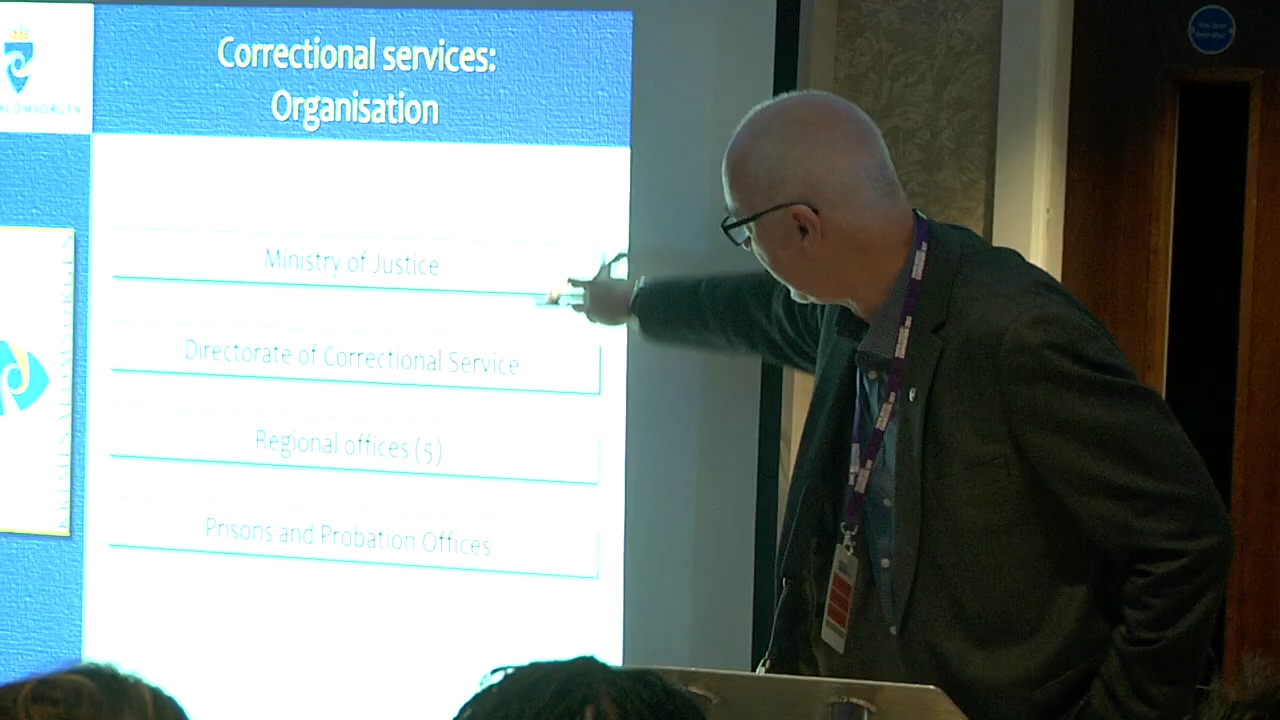 Correctional services:
Organisation
Ministry of Justice
Directorate of Correctional Service
Regional offices (5)
Prisons and Probation Offices